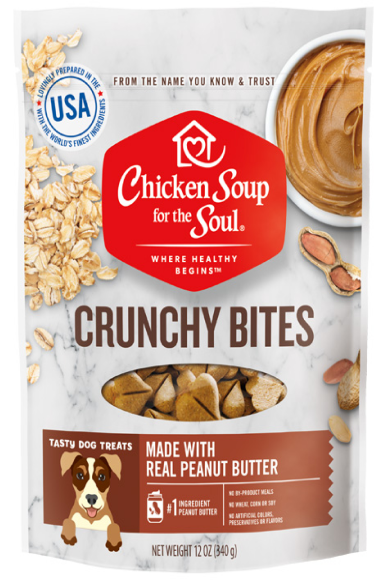 LOVINGLY PREPARED IN THE
USA
WITH THE WORLD'S FINEST INGREDIENTS
FROM THE NAME YOU KNOW & TRUST
Chicken Soup
for the
Soul®
WHERE HEALTHY
BEGINS™
CRUNCHY BITES
TASTY DOG TREATS
MADE WITH
REAL PEANUT BUTTER
#1 INGREDIENT
PEANUT BUTTER
NO BY-PRODUCT MEALS
NO WHEAT, CORN OR SOY
NO ARTIFICIAL COLORS,
PRESERVATIVES OR FLAVORS
NET WEIGHT 12 OZ (340g)